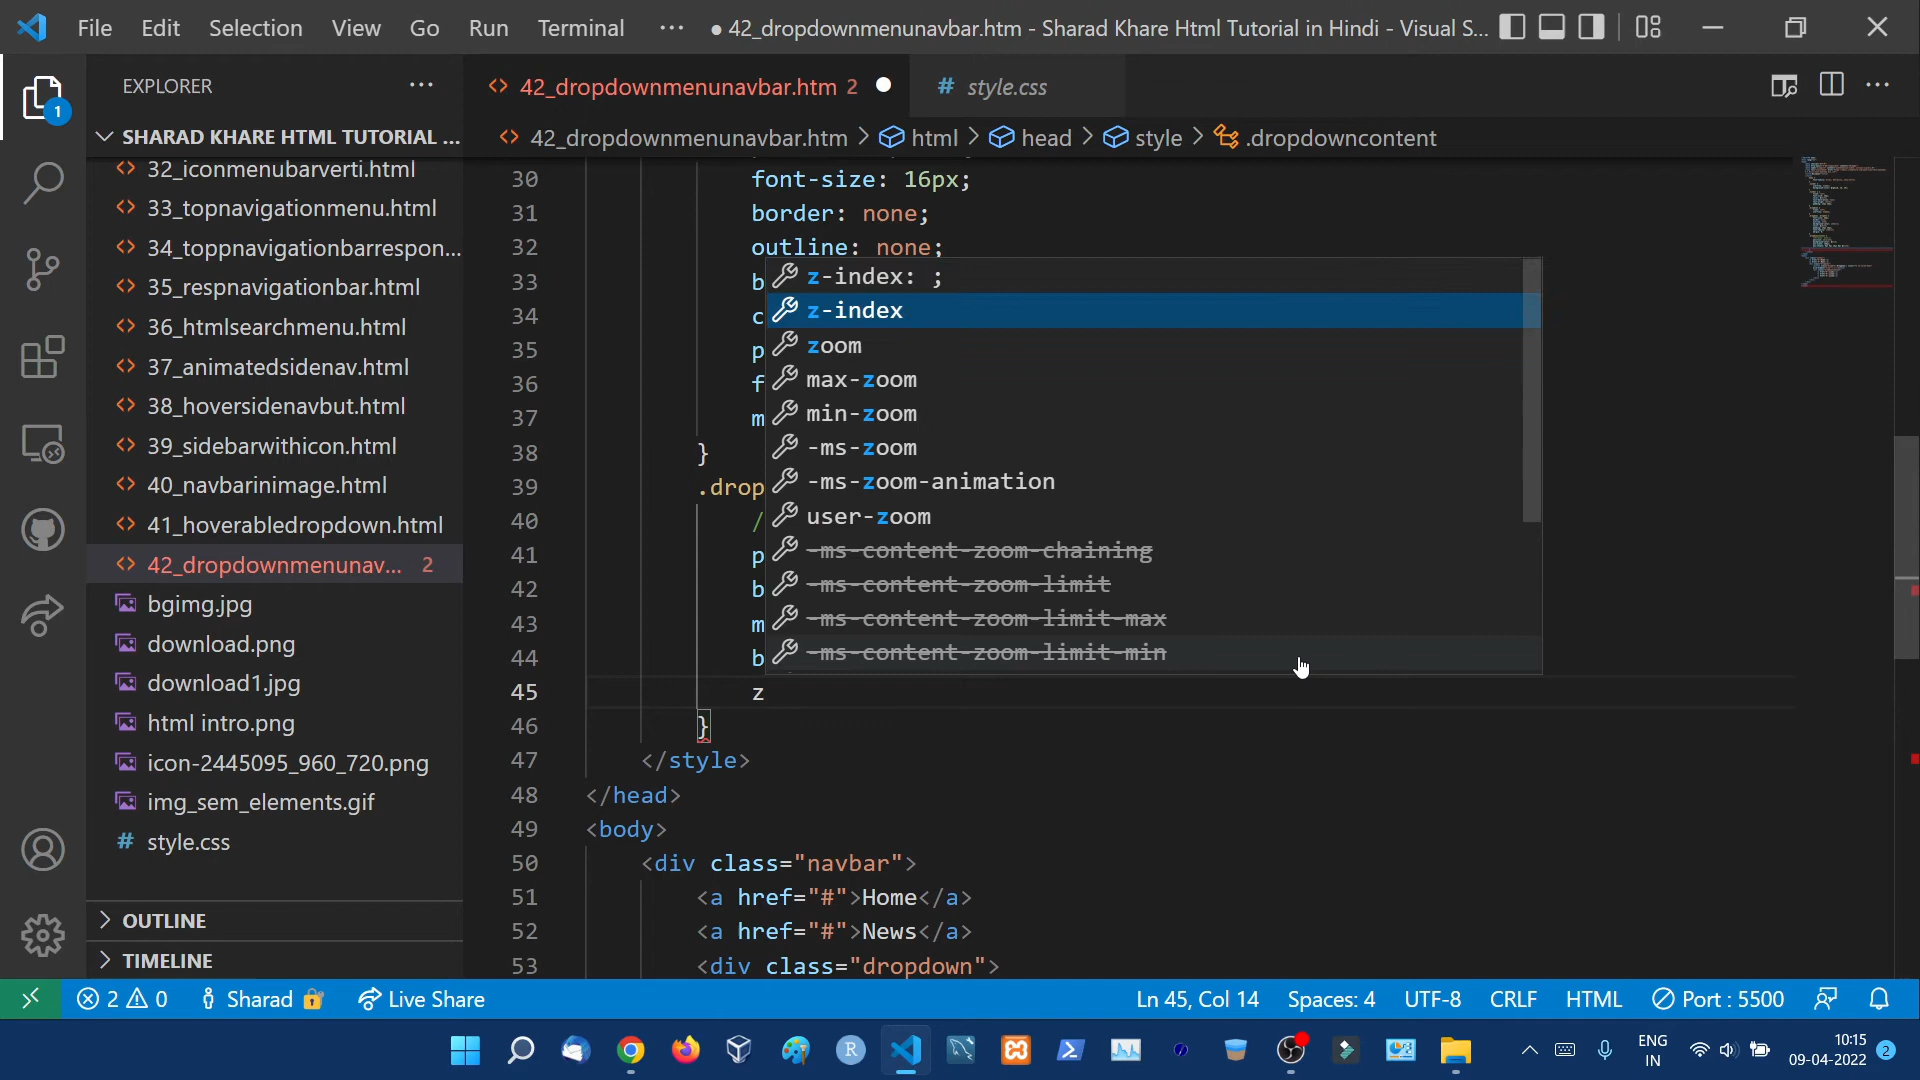 File Edit Selection View Go Run Terminal ··· ● 42_dropdownmenunavbar.htm - Sharad Khare Html Tutorial in Hindi - Visual S...
EXPLORER ···
SHARAD KHARE HTML TUTORIAL ...
32_iconmenubarverti.html
33_topnavigationmenu.html
34_toppnavigationbarrespon...
35_respnavigationbar.html
36_htmlsearchmenu.html
37_animatedsidenav.html
38_hoversidenavbut.html
39_sidebarwithicon.html
40_navbarinimage.html
41_hoverabledropdown.html
42_dropdownmenunav... 2
bgimg.jpg
download.png
download1.jpg
html intro.png
icon-2445095_960_720.png
img_sem_elements.gif
# style.css
OUTLINE
TIMELINE
1
<> 42_dropdownmenunavbar.htm 2 ●
# style.css
<> 42_dropdownmenunavbar.htm > html > head > style > .dropdowncontent
30 font-size: 16px;
31 border: none;
32 outline: none;
33 b
34 c
35 p
36 f
37 m
38 }
39 .drop
40 /
41 p
42 b
43 m
44 b
45 z
46 }
47 </style>
48 </head>
49 <body>
50 <div class="navbar">
51 <a href="#">Home</a>
52 <a href="#">News</a>
53 <div class="dropdown">
z-index: ;
z-index
zoom
max-zoom
min-zoom
-ms-zoom
-ms-zoom-animation
user-zoom
-ms-content-zoom-chaining
-ms-content-zoom-limit
-ms-content-zoom-limit-max
-ms-content-zoom-limit-min
2 0 Sharad Live Share Ln 45, Col 14 Spaces: 4 UTF-8 CRLF HTML Port : 5500
ENG
IN
10:15
09-04-2022
2